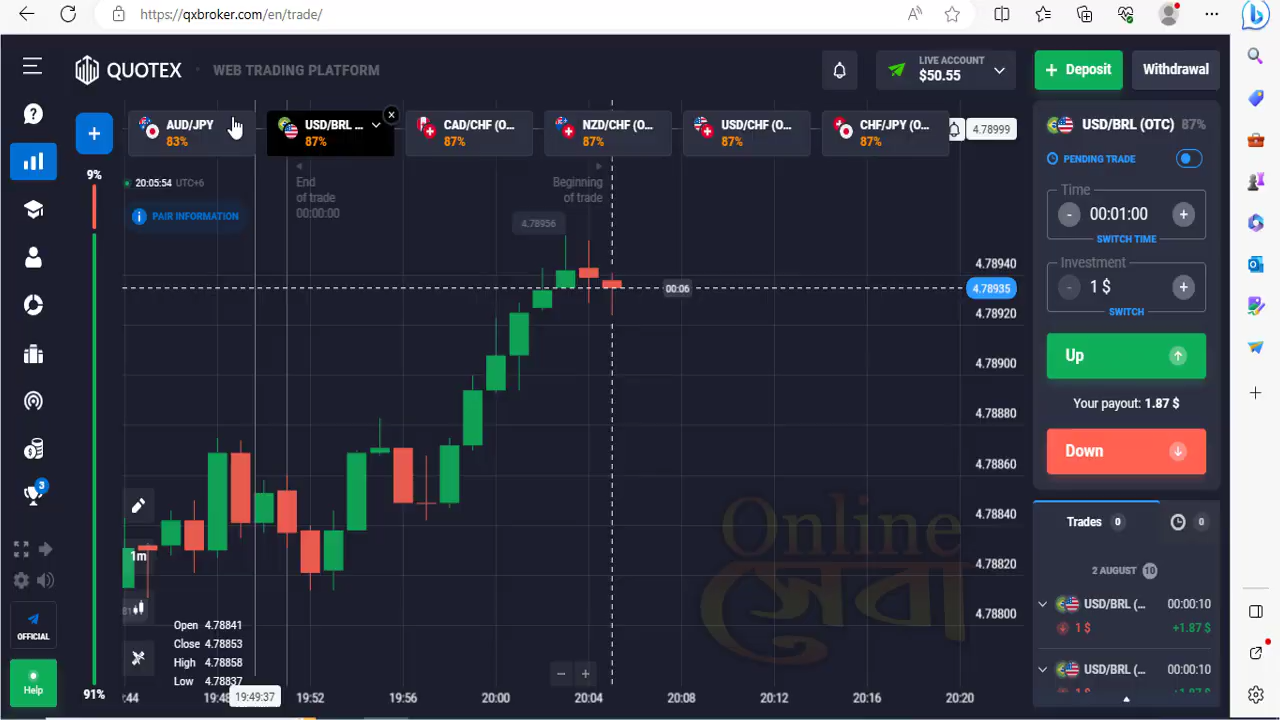 https://qxbroker.com/en/trade/
QUOTEX
WEB TRADING PLATFORM
LIVE ACCOUNT
$50.55
+ Deposit
Withdrawal
AUD/JPY
83%
USD/BRL ...
87%
CAD/CHF (O...
87%
NZD/CHF (O...
87%
USD/CHF (O...
87%
CHF/JPY (O...
87%
4.78999
9%
20:05:54 UTC+6
PAIR INFORMATION
End
of trade
00:00:00
Beginning
of trade
4.78956
4.78940
00:06
4.78935
4.78920
4.78900
4.78880
4.78860
4.78840
4.78820
4.78800
1m
Open 4.78841
Close 4.78853
High 4.78858
Low 4.78837
91%
:44
19:48
19:49:37
19:52
19:56
20:00
20:04
20:08
20:12
20:16
20:20
Online
সেবা
3
OFFICIAL
Help
USD/BRL (OTC) 87%
PENDING TRADE
Time
- 00:01:00 +
SWITCH TIME
Investment
- 1 $ +
SWITCH
Up
Your payout: 1.87 $
Down
Trades 0
0
2 AUGUST 10
USD/BRL (... 00:00:10
1 $ +1.87 $
USD/BRL (... 00:00:10
1 $ +1.87 $